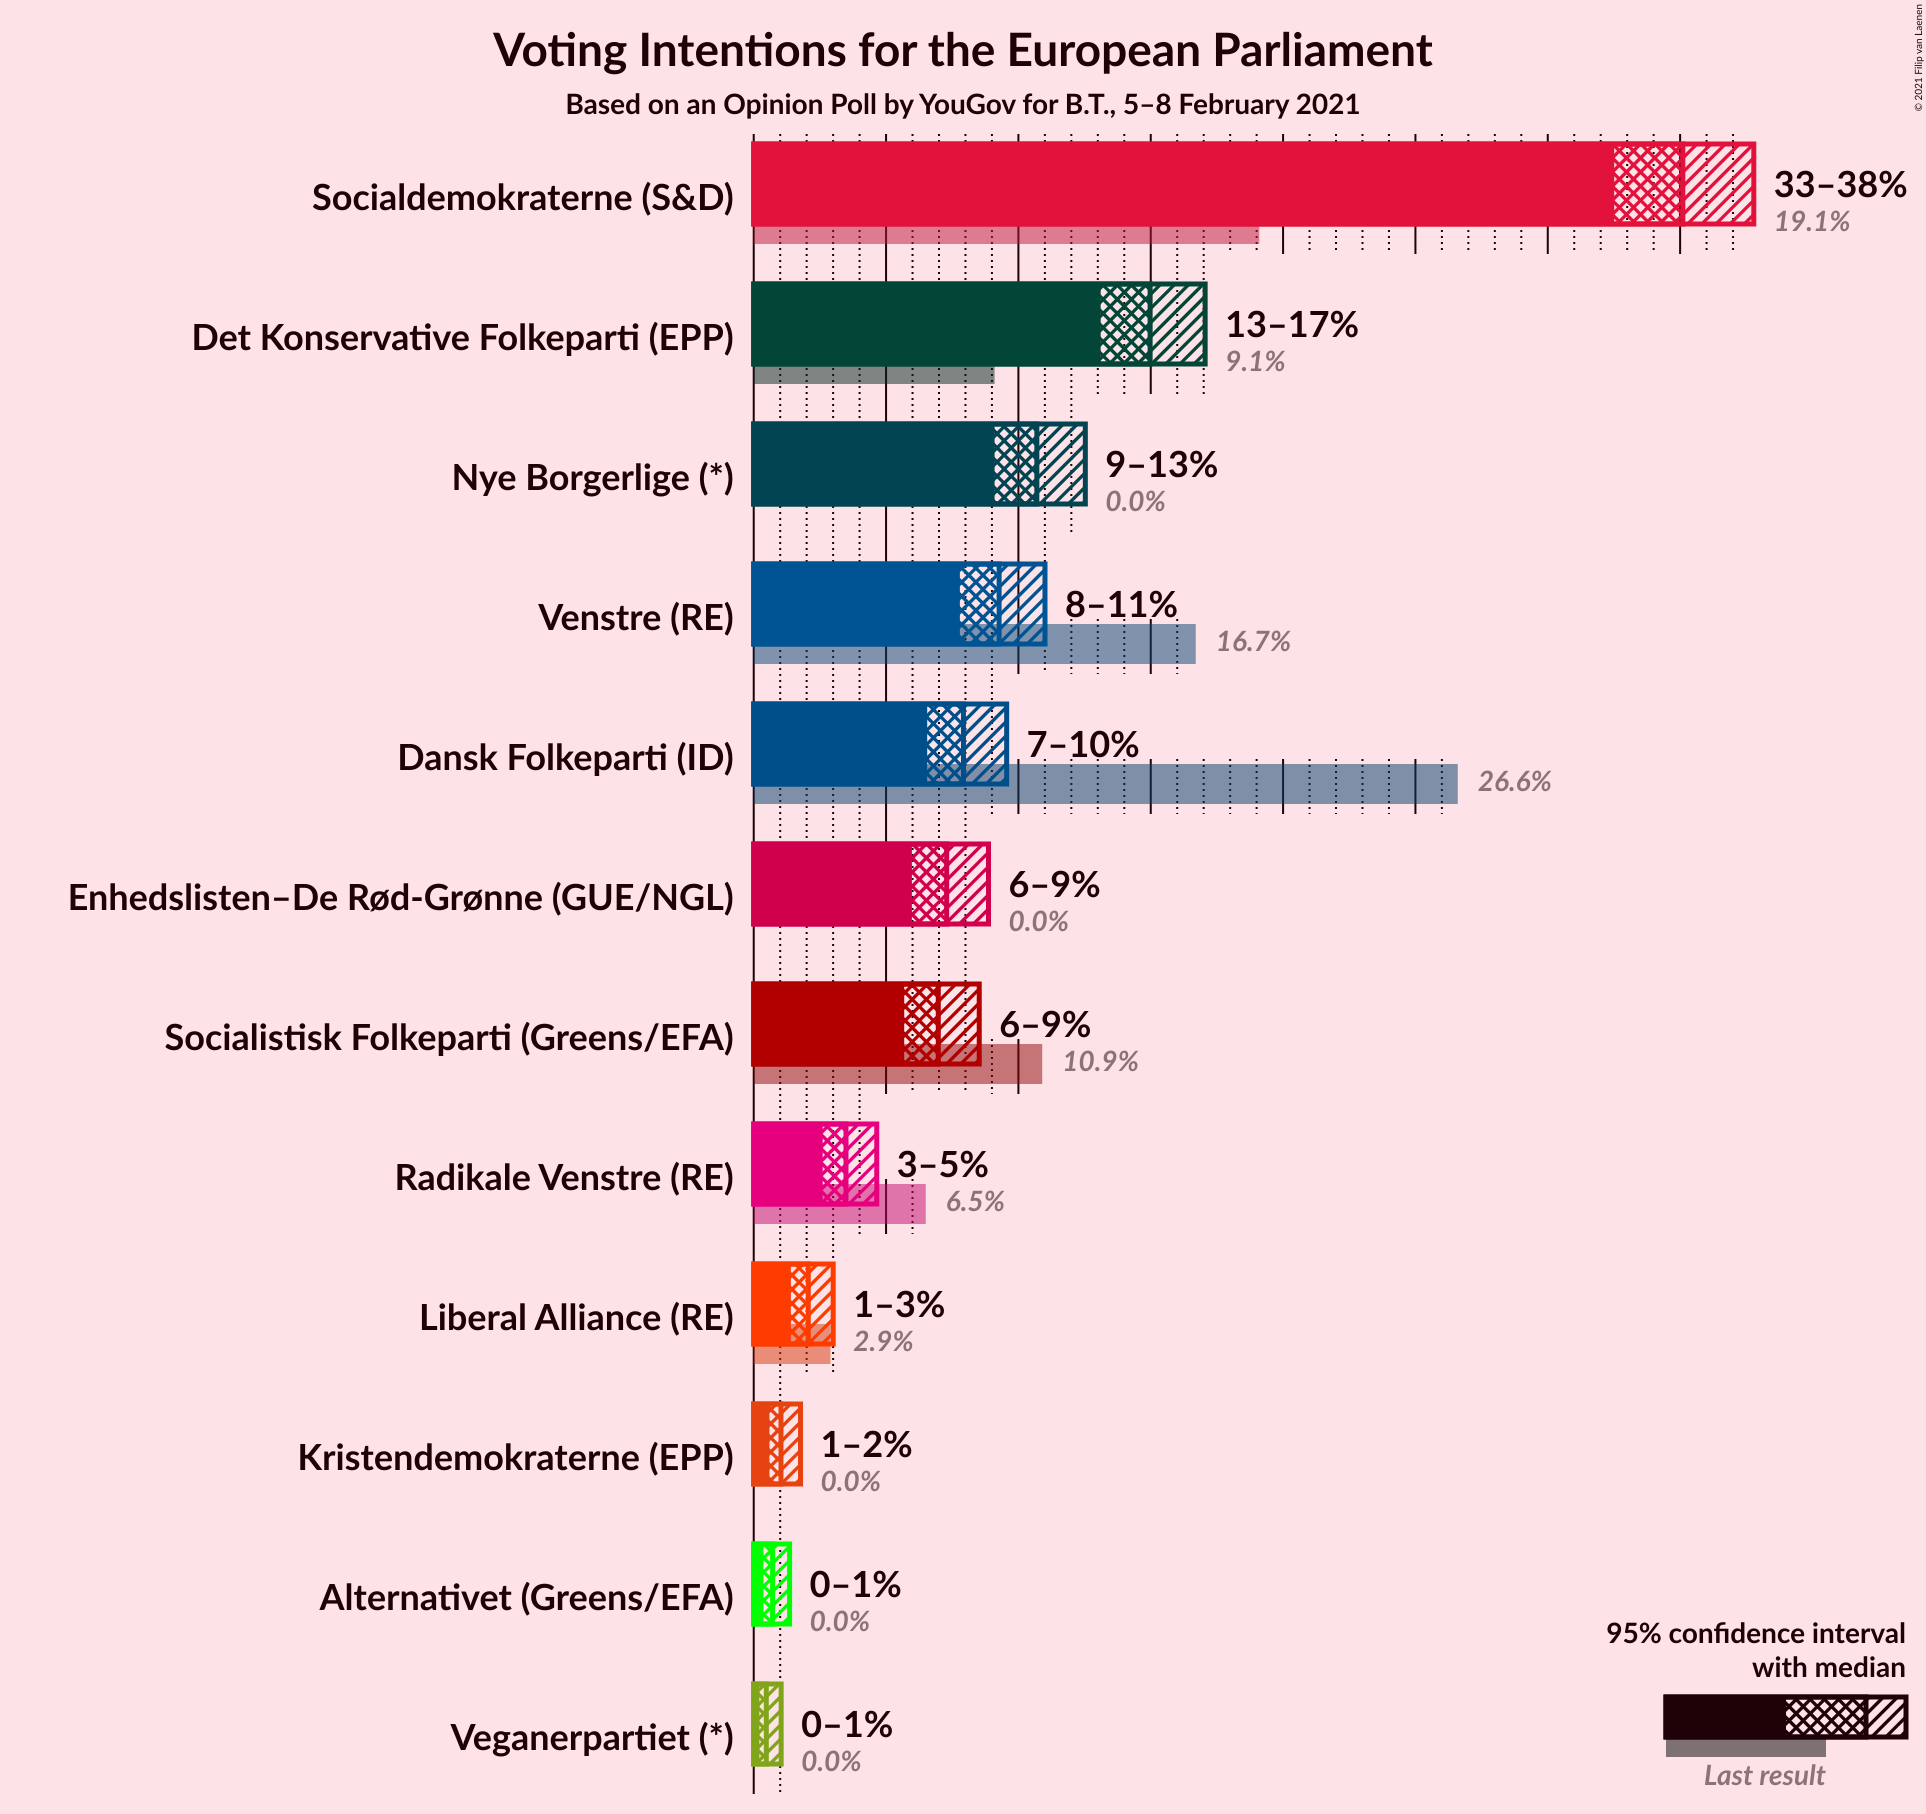 Voting Intentions for the European Parliament
Based on an Opinion Poll by YouGov for B.T., 5–8 February 2021
© 2021 Filip van Laenen
Socialdemokraterne (S&D)
33–38%
19.1%
Det Konservative Folkeparti (EPP)
13–17%
9.1%
Nye Borgerlige (*)
9–13%
0.0%
Venstre (RE)
8–11%
16.7%
Dansk Folkeparti (ID)
7–10%
26.6%
Enhedslisten–De Rød-Grønne (GUE/NGL)
6–9%
0.0%
Socialistisk Folkeparti (Greens/EFA)
6–9%
10.9%
Radikale Venstre (RE)
3–5%
6.5%
Liberal Alliance (RE)
1–3%
2.9%
Kristendemokraterne (EPP)
1–2%
0.0%
Alternativet (Greens/EFA)
0–1%
0.0%
Veganerpartiet (*)
0–1%
0.0%
95% confidence interval
with median
Last result